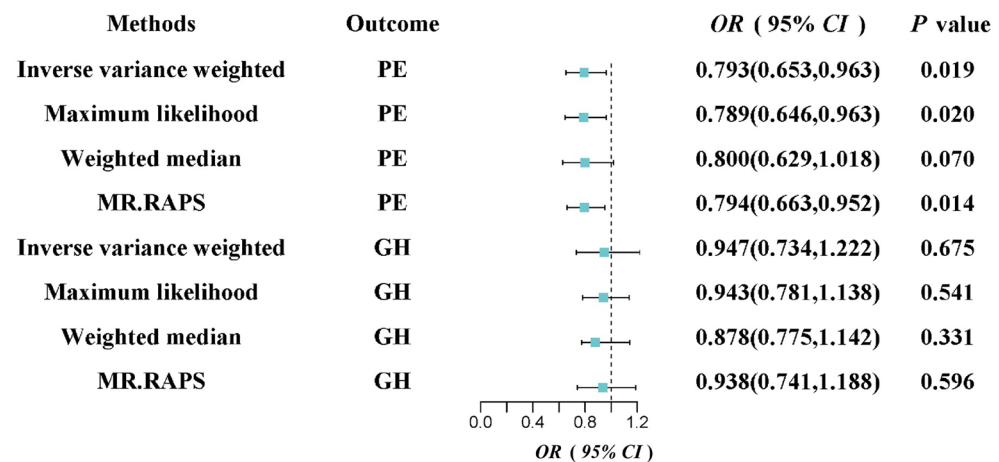 Methods Outcome OR ( 95% CI ) P value
Inverse variance weighted PE 0.793(0.653,0.963) 0.019
Maximum likelihood PE 0.789(0.646,0.963) 0.020
Weighted median PE 0.800(0.629,1.018) 0.070
MR.RAPS PE 0.794(0.663,0.952) 0.014
Inverse variance weighted GH 0.947(0.734,1.222) 0.675
Maximum likelihood GH 0.943(0.781,1.138) 0.541
Weighted median GH 0.878(0.775,1.142) 0.331
MR.RAPS GH 0.938(0.741,1.188) 0.596
0.0 0.4 0.8 1.2
OR ( 95% CI )